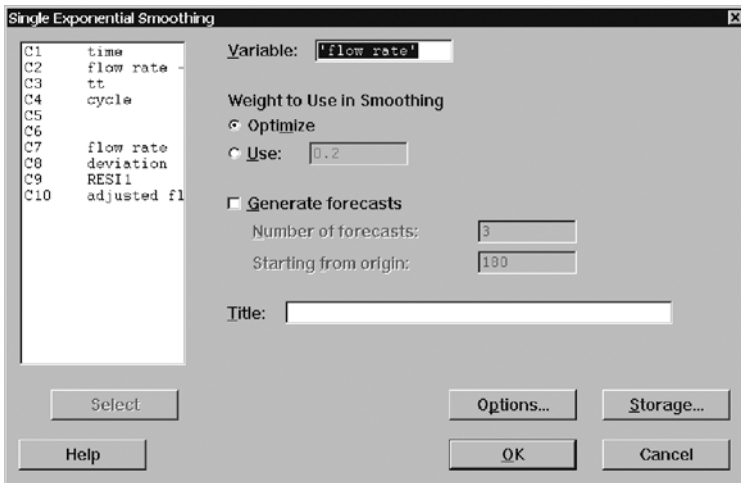 Single Exponential Smoothing
C1 time
C2 flow rate -
C3 tt
C4 cycle
C5
C6
C7 flow rate
C8 deviation
C9 RESI1
C10 adjusted fl
Variable: 'flow rate'
Weight to Use in Smoothing
Optimize
Use: 0.2
Generate forecasts
Number of forecasts: 3
Starting from origin: 180
Title:
Select
Options...
Storage...
Help
OK
Cancel